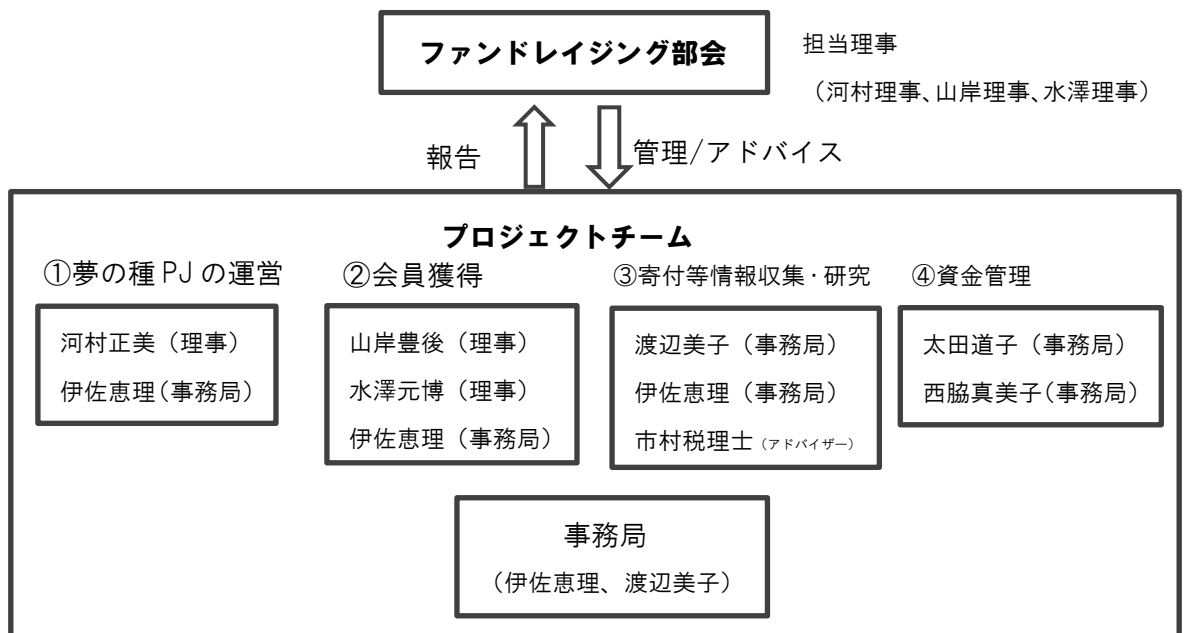 ファンドレイジング部会
担当理事
（河村理事、山岸理事、水澤理事）
報告
管理/アドバイス
プロジェクトチーム
①夢の種PJの運営
河村正美（理事）
伊佐恵理（事務局）
②会員獲得
山岸豊後（理事）
水澤元博（理事）
伊佐恵理（事務局）
③寄付等情報収集・研究
渡辺美子（事務局）
伊佐恵理（事務局）
市村税理士（アドバイザー）
④資金管理
太田道子（事務局）
西脇真美子（事務局）
事務局
（伊佐恵理、渡辺美子）